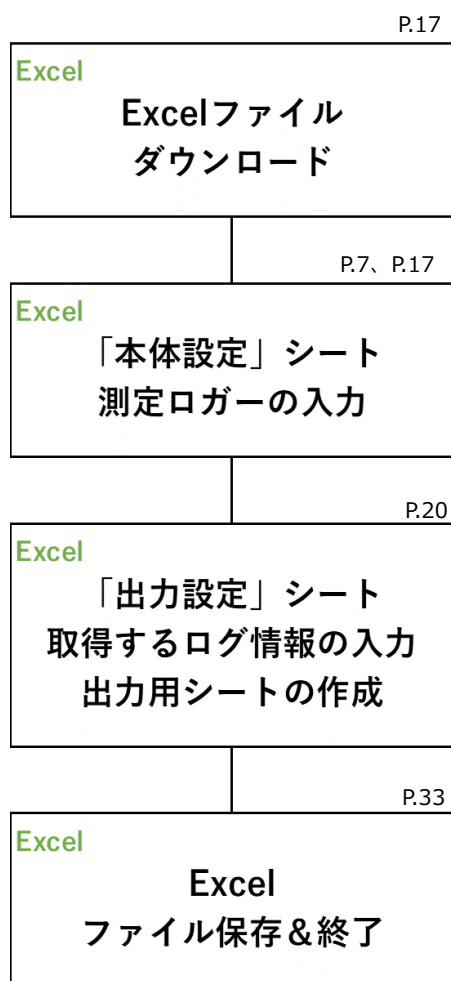 P.17
Excel
Excelファイル
ダウンロード
P.7、P.17
Excel
「本体設定」シート
測定ロガーの入力
P.20
Excel
「出力設定」シート
取得するログ情報の入力
出力用シートの作成
P.33
Excel
Excel
ファイル保存＆終了